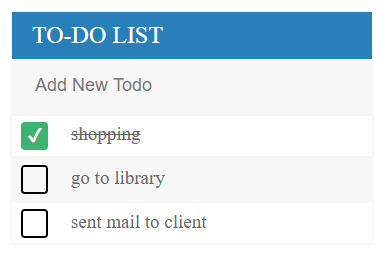 TO-DO LIST
Add New Todo
shopping
go to library
sent mail to client